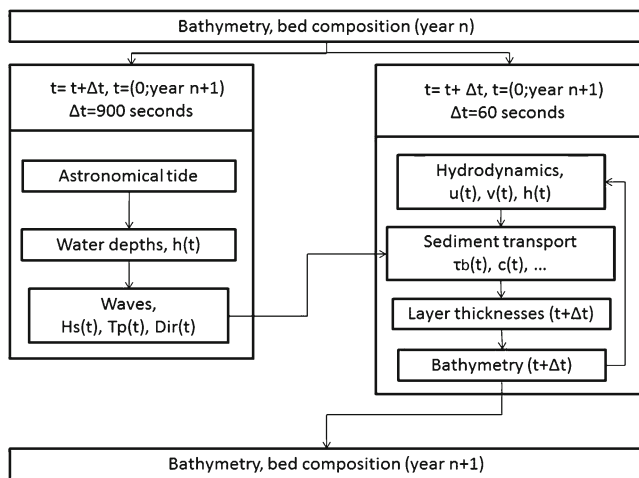 Bathymetry, bed composition (year n)
t= t+Δt, t=(0;year n+1)
Δt=900 seconds
Astronomical tide
Water depths, h(t)
Waves,
Hs(t), Tp(t), Dir(t)
t= t+ Δt, t=(0;year n+1)
Δt=60 seconds
Hydrodynamics,
u(t), v(t), h(t)
Sediment transport
τb(t), c(t), ...
Layer thicknesses (t+Δt)
Bathymetry (t+Δt)
Bathymetry, bed composition (year n+1)